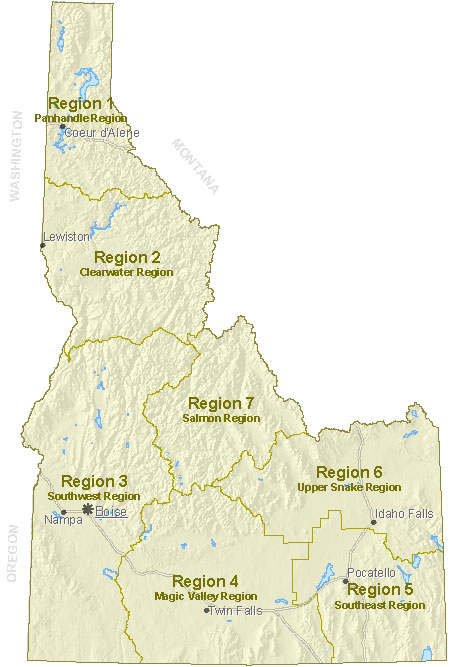 Region 1
Panhandle Region
Coeur d'Alene
WASHINGTON
MONTANA
Lewiston
Region 2
Clearwater Region
Region 7
Salmon Region
Region 3
Southwest Region
Boise
Nampa
Region 6
Upper Snake Region
Idaho Falls
OREGON
Region 4
Magic Valley Region
Twin Falls
Pocatello
Region 5
Southeast Region